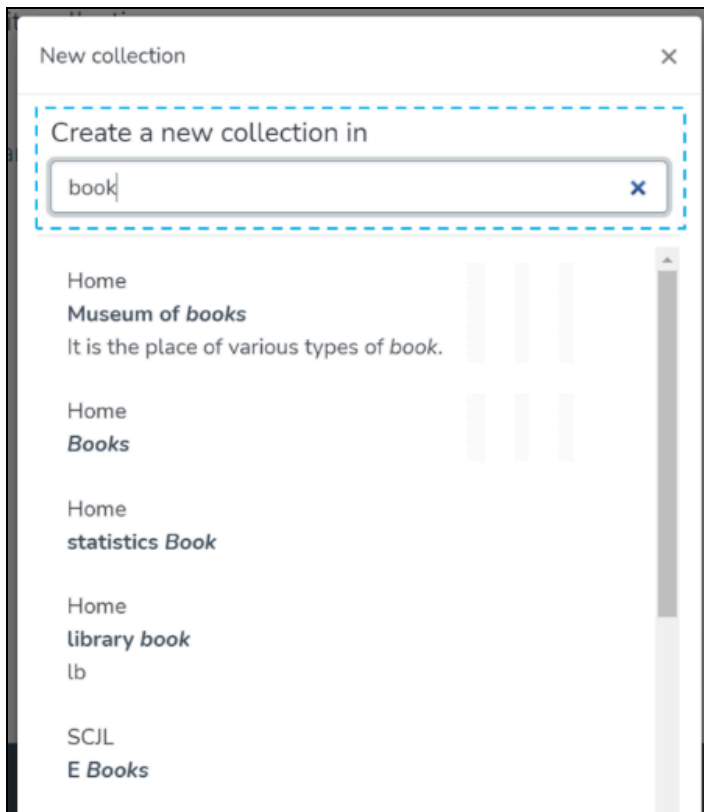 New collection
Create a new collection in
book
Home
Museum of books
It is the place of various types of book.
Home
Books
Home
statistics Book
Home
library book
lb
SCJL
E Books